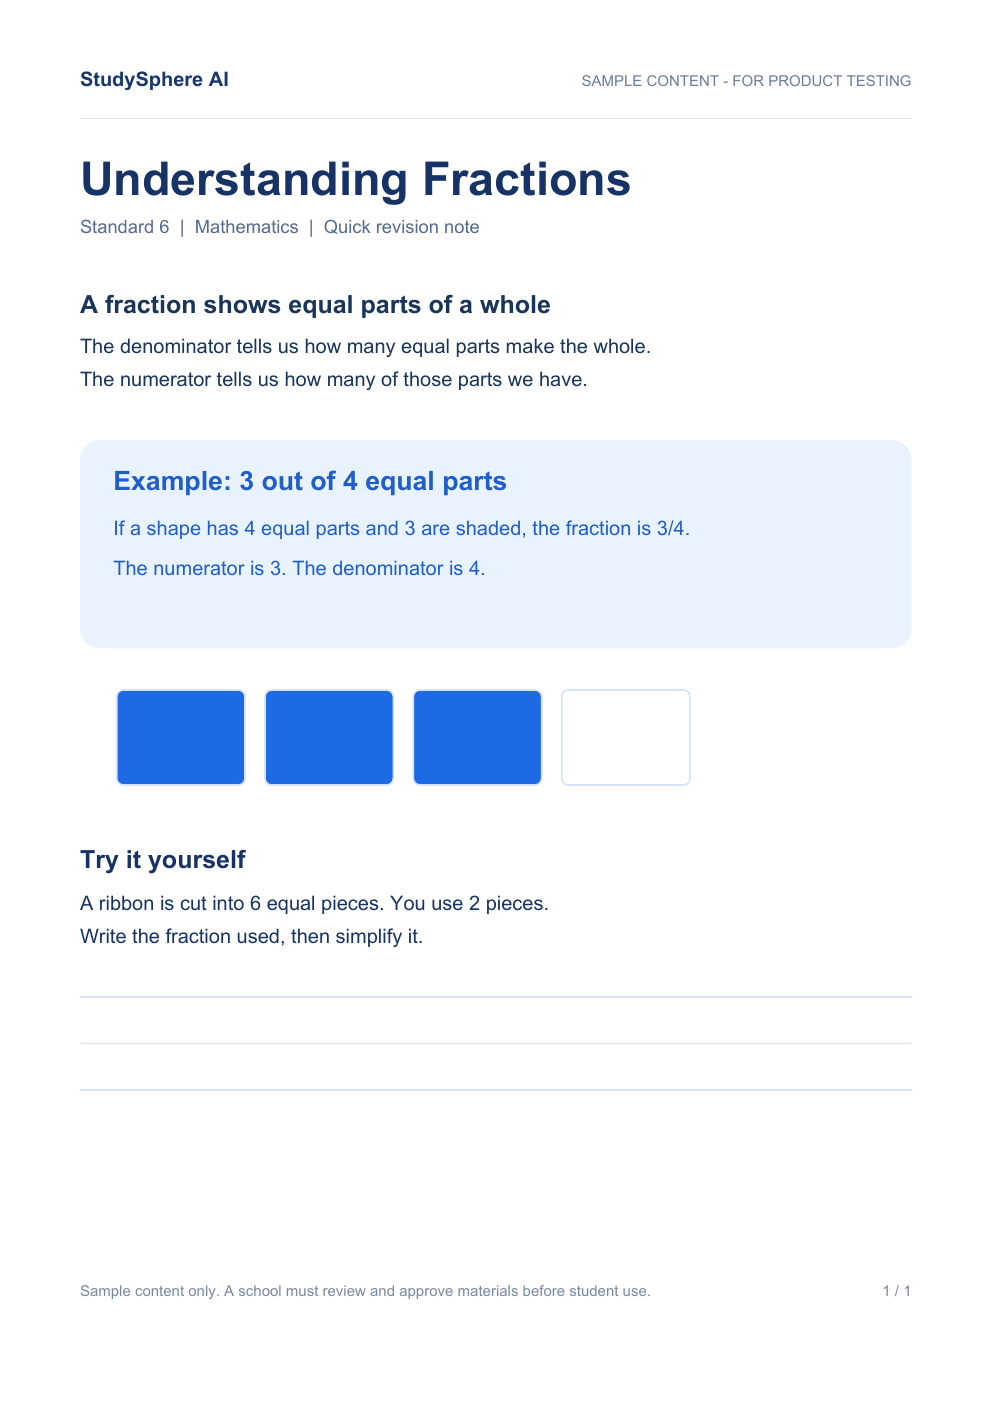 StudySphere AI
SAMPLE CONTENT - FOR PRODUCT TESTING
Understanding Fractions
Standard 6 | Mathematics | Quick revision note
A fraction shows equal parts of a whole
The denominator tells us how many equal parts make the whole.
The numerator tells us how many of those parts we have.
Example: 3 out of 4 equal parts
If a shape has 4 equal parts and 3 are shaded, the fraction is 3/4.
The numerator is 3. The denominator is 4.
Try it yourself
A ribbon is cut into 6 equal pieces. You use 2 pieces.
Write the fraction used, then simplify it.
Sample content only. A school must review and approve materials before student use.
1 / 1